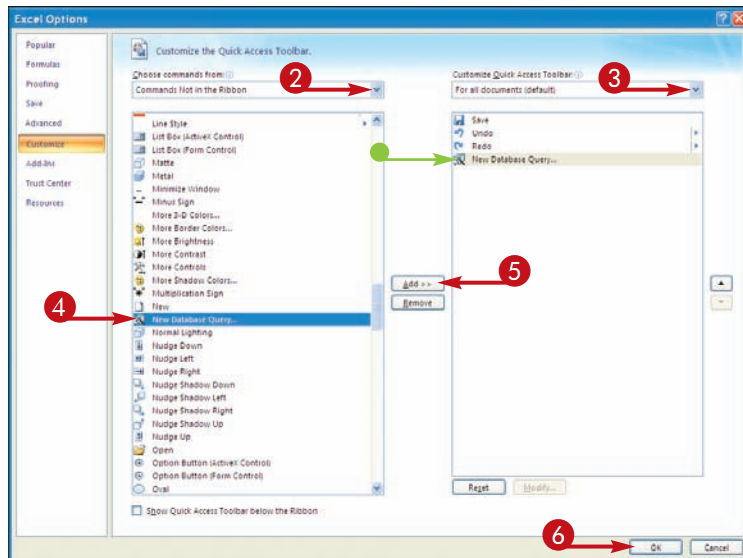 Excel Options
Popular
Formulas
Proofing
Save
Advanced
Customize
Add-Ins
Trust Center
Resources
Customize the Quick Access Toolbar.
Choose commands from:
2
Commands Not in the Ribbon
Line Style
List Box (ActiveX Control)
List Box (Form Control)
Matte
Metal
Minimize Window
Minus Sign
More 3-D Colors...
More Border Colors...
More Brightness
More Contrast
More Controls
More Shadow Colors...
Multiplication Sign
New
4
New Database Query...
Normal Lighting
Nudge Down
Nudge Left
Nudge Right
Nudge Shadow Down
Nudge Shadow Left
Nudge Shadow Right
Nudge Shadow Up
Nudge Up
Open
Option Button (ActiveX Control)
Option Button (Form Control)
Oval
Show Quick Access Toolbar below the Ribbon
Add >>
5
Remove
Customize Quick Access Toolbar:
3
For all documents (default)
Save
Undo
Redo
New Database Query...
Reset
Modify...
6
OK
Cancel